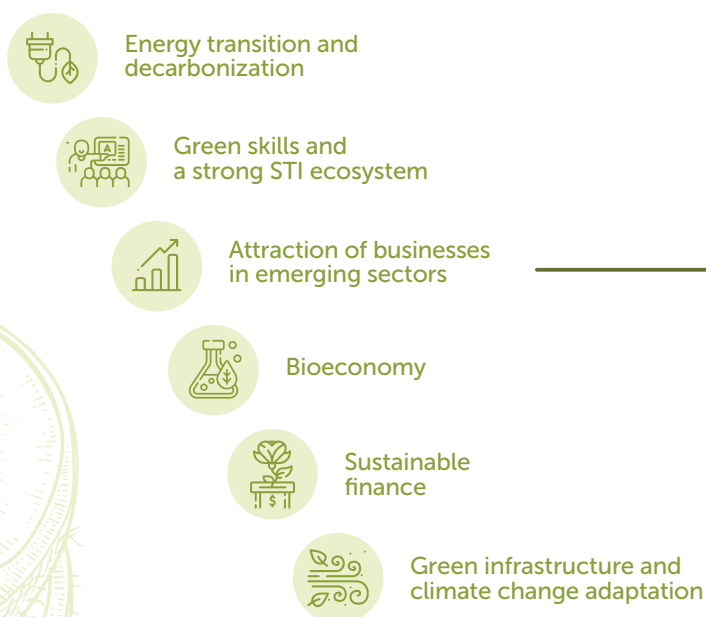 Energy transition and
decarbonization
A
Green skills and
a strong STI ecosystem
Attraction of businesses
in emerging sectors
Bioeconomy
$
Sustainable
finance
Green infrastructure and
climate change adaptation